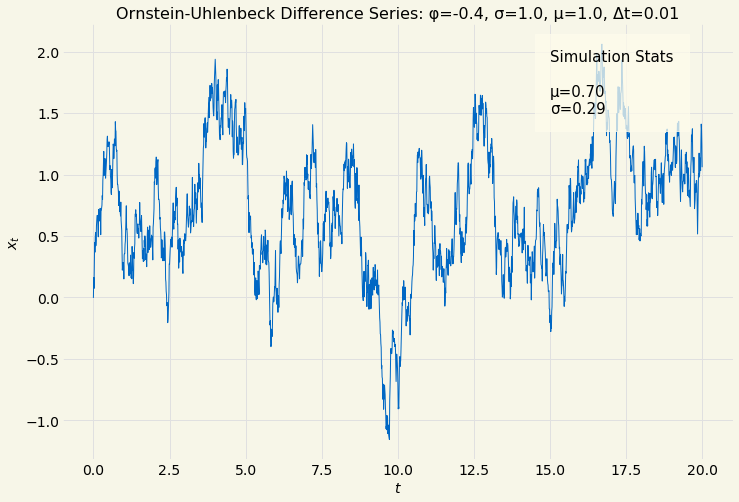 Ornstein-Uhlenbeck Difference Series: φ=-0.4, σ=1.0, μ=1.0, Δt=0.01
Simulation Stats
μ=0.70
σ=0.29
x_t
2.0
1.5
1.0
0.5
0.0
−0.5
−1.0
0.0 2.5 5.0 7.5 10.0 12.5 15.0 17.5 20.0
t